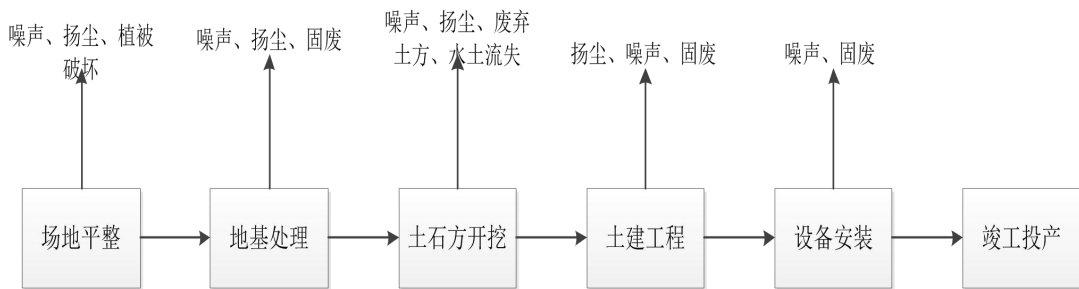 噪声、扬尘、植被
破坏
噪声、扬尘、固废
噪声、扬尘、废弃
土方、水土流失
扬尘、噪声、固废
噪声、固废
场地平整
地基处理
土石方开挖
土建工程
设备安装
竣工投产